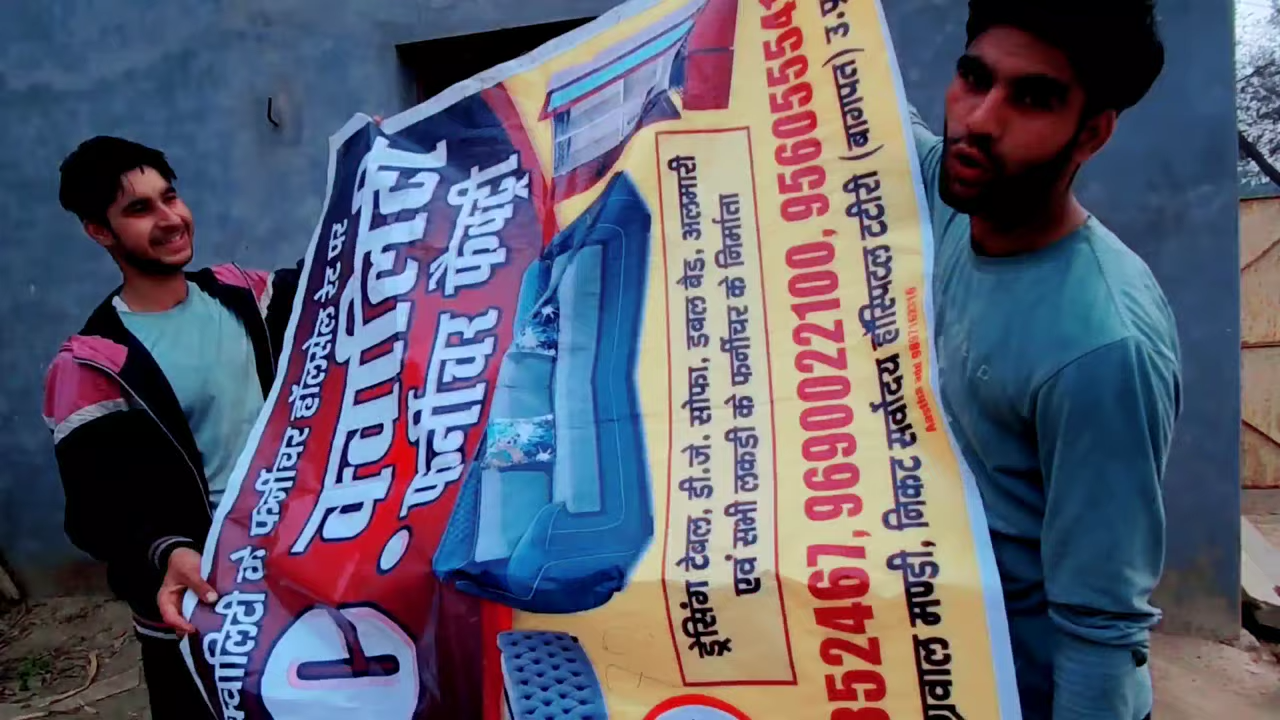 क्वालिटी के फर्नीचर हॉलसेल रेट पर
क्वालिटी
फर्नीचर फैक्ट्री
ड्रेसिंग टेबल, डी.जे. सोफा, डबल बेड, अलमारी
एवं सभी लकडी के फर्नीचर के निर्माता
352467, 9690022100, 95605554
मण्डी, निकट सर्वोदय हॉस्पिटल टटीरी (बागपत) उ.प्र